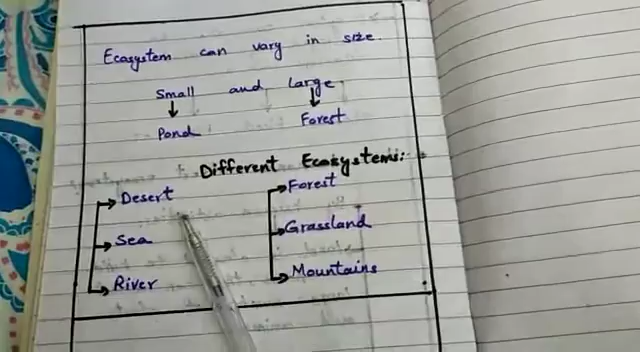 Ecosystem can vary in size.
Small and large.
Pond Forest
Different Ecosystems:-
Desert Forest
Sea Grassland
River Mountains